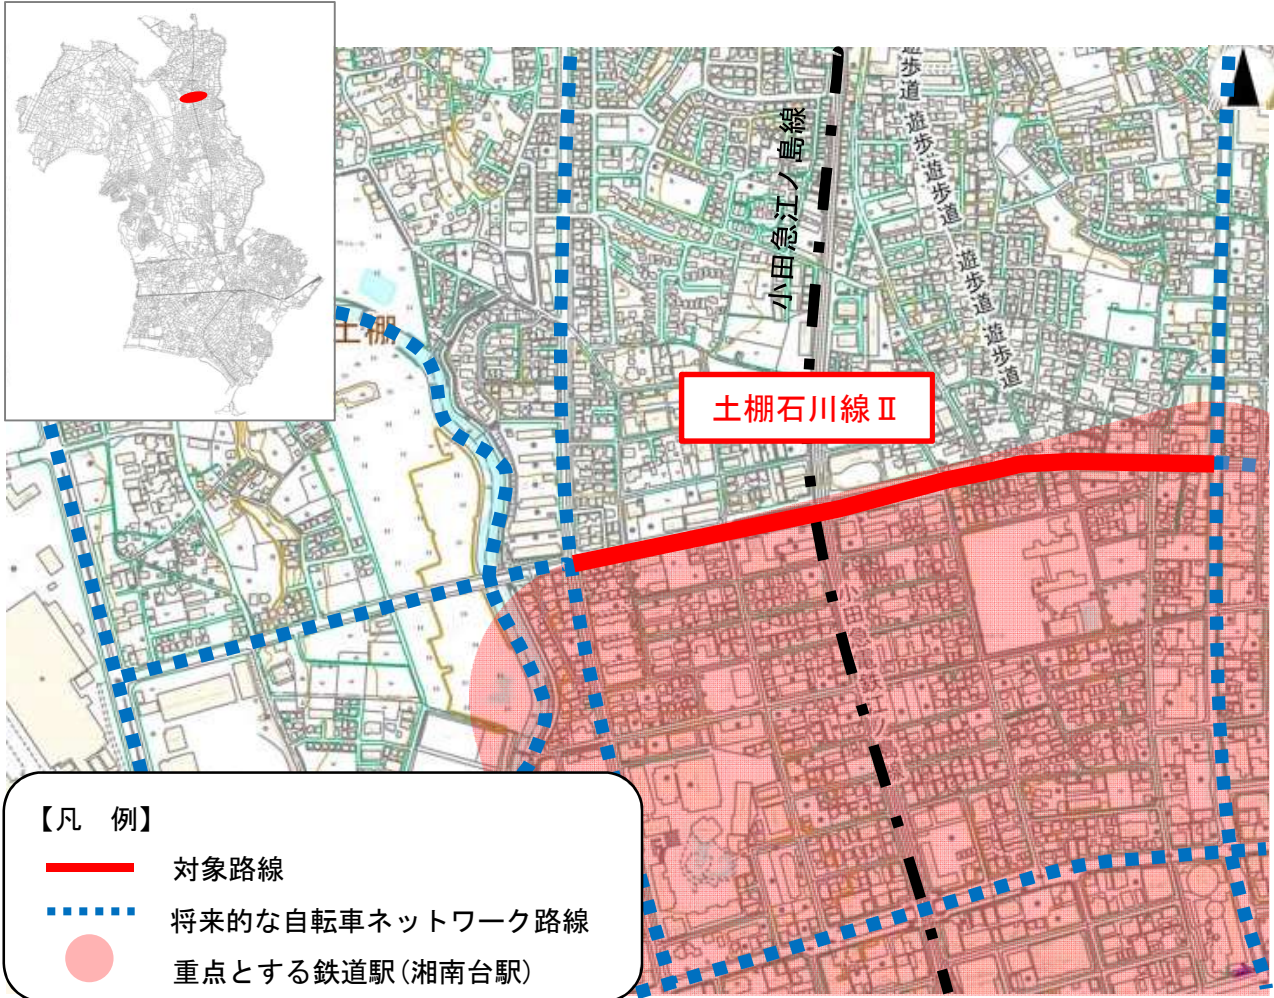 小田急江ノ島線
遊歩道
遊歩道
遊歩道
遊歩道
遊歩道
土棚
土棚石川線Ⅱ
【凡　例】
対象路線
将来的な自転車ネットワーク路線
重点とする鉄道駅(湘南台駅)